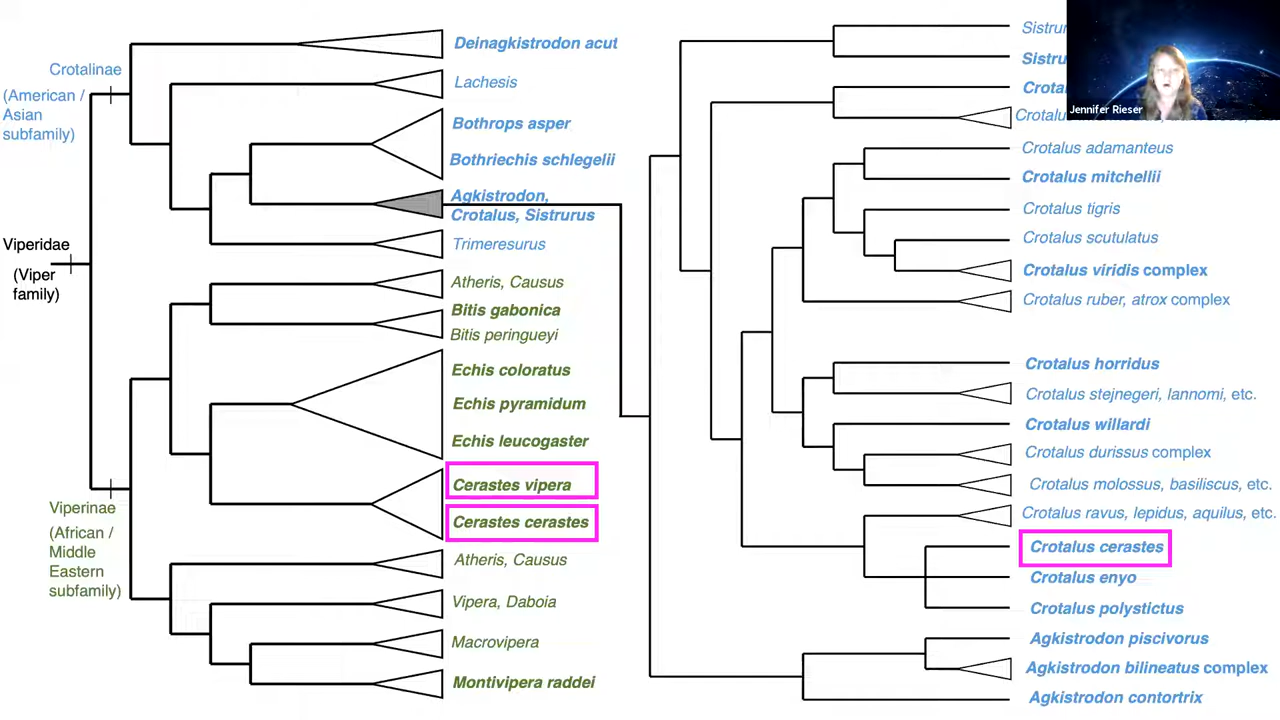 Crotalinae
(American /
Asian
subfamily)
Viperidae
(Viper
family)
Viperinae
(African /
Middle
Eastern
subfamily)
Deinagkistrodon acut
Lachesis
Bothrops asper
Bothriechis schlegelii
Agkistrodon,
Crotalus, Sistrurus
Trimeresurus
Atheris, Causus
Bitis gabonica
Bitis peringueyi
Echis coloratus
Echis pyramidum
Echis leucogaster
Cerastes vipera
Cerastes cerastes
Atheris, Causus
Vipera, Daboia
Macrovipera
Montivipera raddei
Jennifer Rieser
Crotalus adamanteus
Crotalus mitchellii
Crotalus tigris
Crotalus scutulatus
Crotalus viridis complex
Crotalus ruber, atrox complex
Crotalus horridus
Crotalus stejnegeri, lannomi, etc.
Crotalus willardi
Crotalus durissus complex
Crotalus molossus, basiliscus, etc.
Crotalus ravus, lepidus, aquilus, etc.
Crotalus cerastes
Crotalus enyo
Crotalus polystictus
Agkistrodon piscivorus
Agkistrodon bilineatus complex
Agkistrodon contortrix